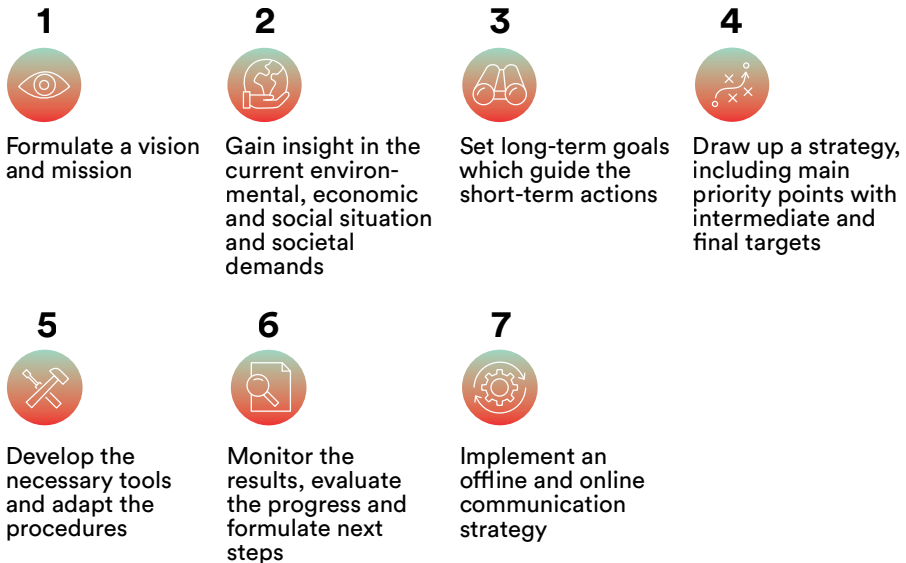 1
Formulate a vision
and mission
2
Gain insight in the
current environ-
mental, economic
and social situation
and societal
demands
3
Set long-term goals
which guide the
short-term actions
4
Draw up a strategy,
including main
priority points with
intermediate and
final targets
5
Develop the
necessary tools
and adapt the
procedures
6
Monitor the
results, evaluate
the progress and
formulate next
steps
7
Implement an
offline and online
communication
strategy